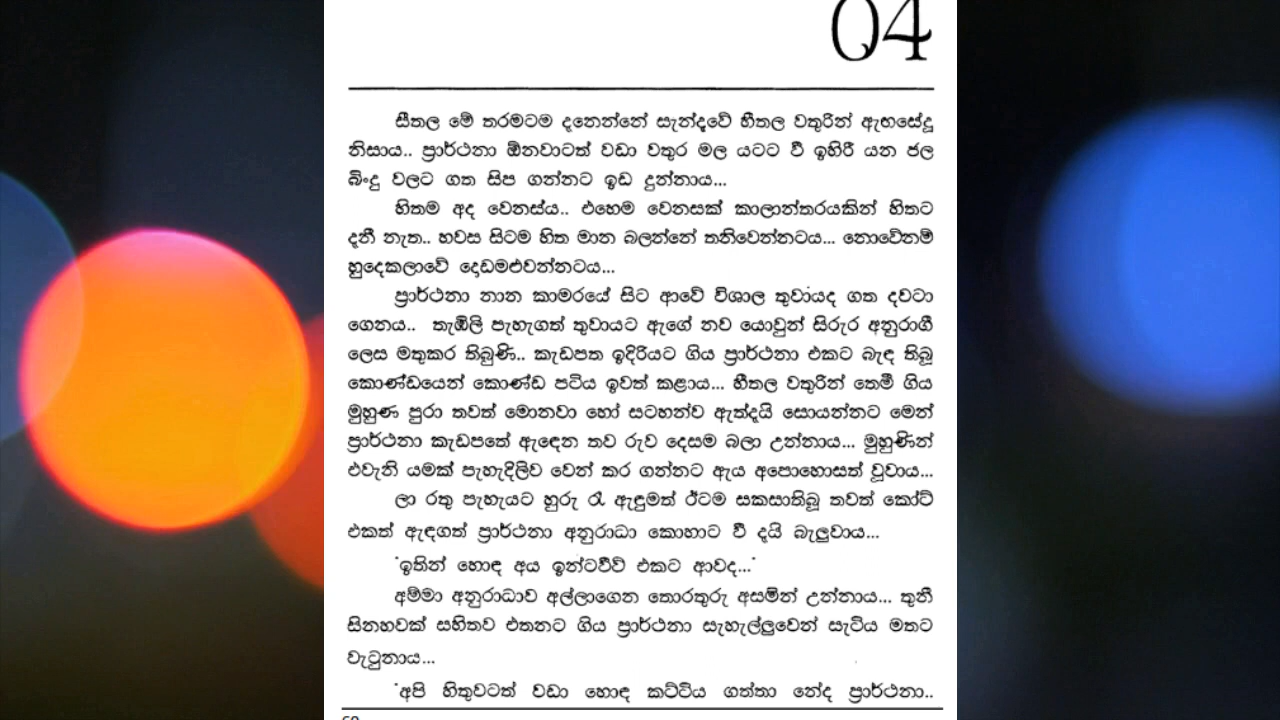 04
සීතල මේ තරමටම දැනෙන්නේ සැන්දෑවේ හීතල වතුරින් ඇඟසේදූ
නිසාය.. ප්‍රාර්ථනා ඕනවාටත් වඩා වතුර මල යටට වී ඉහිරී යන ජල
බිංදු වලට ගත සිප ගන්නට ඉඩ දුන්නාය...
හිතම අද වෙනස්ය.. එහෙම වෙනසක් කාලාන්තරයකින් හිතට
දැනී නැත.. හවස සිටම හිත මාන බලන්නේ තනිවෙන්නටය... නොවේනම්
හුදෙකලාවේ දොඩමළුවන්නටය...
ප්‍රාර්ථනා නාන කාමරයේ සිට ආවේ විශාල තුවායද ගත දවටා
ගෙනය.. තැඹිලි පැහැගත් තුවායට ඇගේ නව යොවුන් සිරුර අනුරාගී
ලෙස මතුකර තිබුණි.. කැඩපත ඉදිරියට ගිය ප්‍රාර්ථනා එකට බැඳ තිබූ
කොණ්ඩයෙන් කොණ්ඩ පටිය ඉවත් කළාය... හීතල වතුරින් තෙමී ගිය
මුහුණ පුරා තවත් මොනවා හෝ සටහන්ව ඇත්දැයි සොයන්නට මෙන්
ප්‍රාර්ථනා කැඩපතේ ඇඳෙන තව රුව දෙසම බලා උන්නාය... මුහුණින්
එවැනි යමක් පැහැදිලිව වෙන් කර ගන්නට ඇය අපොහොසත් වූවාය...
ලා රතු පැහැයට හුරු රෑ ඇඳුමත් ඊටම සකසාතිබූ තවත් කෝට්
එකත් ඇඳගත් ප්‍රාර්ථනා අනුරාධා කොහාට වී දැයි බැලුවාය...
"ඉතින් හොඳ අය ඉන්ටවීව් එකට ආවද..."
අම්මා අනුරාධාව අල්ලාගෙන තොරතුරු අසමින් උන්නාය... තුනී
සිනහවක් සහිතව එතනට ගිය ප්‍රාර්ථනා සැහැල්ලුවෙන් සැටිය මතට
වැටුනාය...
"අපි හිතුවටත් වඩා හොඳ කට්ටිය ගත්තා නේද ප්‍රාර්ථනා..